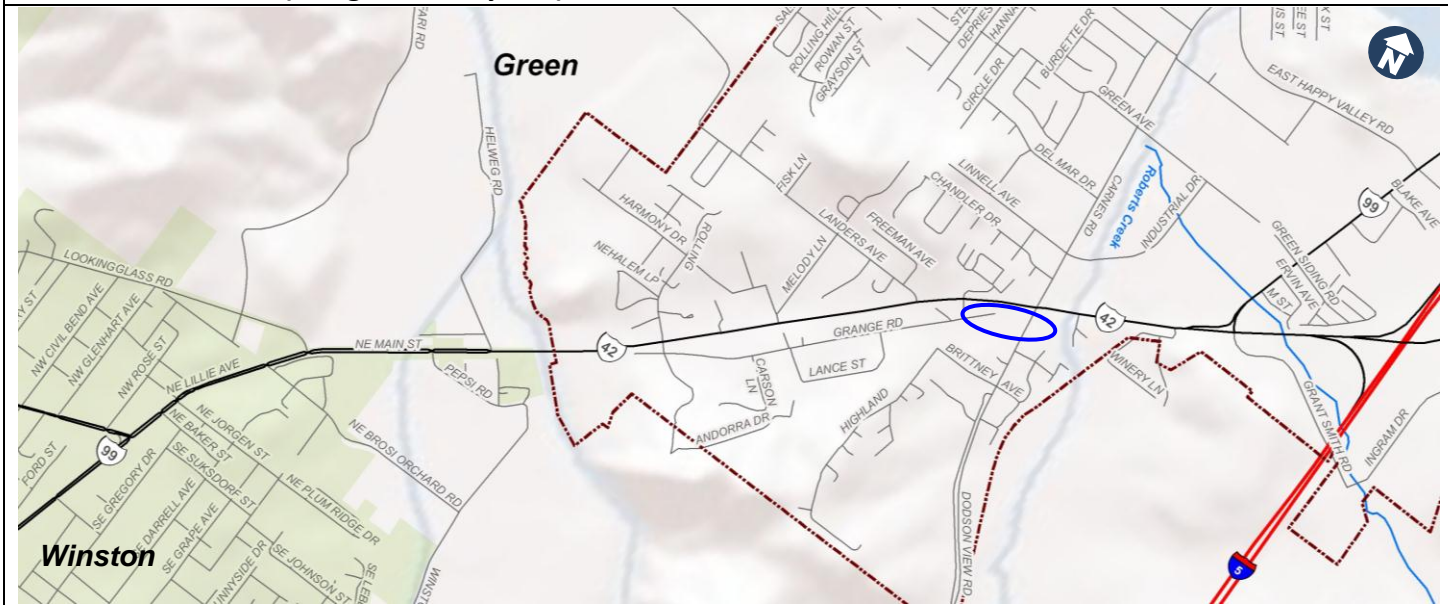 Green
Winston
N
ROLLING HILLS
ROWAN ST
GRAYSON ST
CIRCLE DR
BURDETTE DR
GREEN AVE
EAST HAPPY VALLEY RD
DEL MAR DR
CARNES RD
Roberts Creek
INDUSTRIAL DR
LINNELL AVE
CHANDLER DR
FREEMAN AVE
LANDERS AVE
FISK LN
MELODY LN
HARMONY DR
ROLLING
NEHALEM LP
HELWEG RD
LOOKINGGLASS RD
NW CIVIL BEND AVE
NW GLENHART AVE
NW ROSE ST
NE LILLIE AVE
NE MAIN ST
PEPSI RD
42
GRANGE RD
LANCE ST
CARSON LN
ANDORRA DR
HIGHLAND
BRITTNEY AVE
42
WINERY LN
GREEN SIDING RD
ERVIN AVE
M ST
99
BLAKE AVE
GRANT SMITH RD
INGRAM DR
5
DODSON VIEW RD
NE BROSI ORCHARD RD
NE PLUM RIDGE DR
NE JORGEN ST
NE BAKER ST
SE SUKSDORF ST
SE GREGORY DR
SE DARRELL AVE
SE GRAPE AVE
SE JOHNSON ST
FORD ST
99